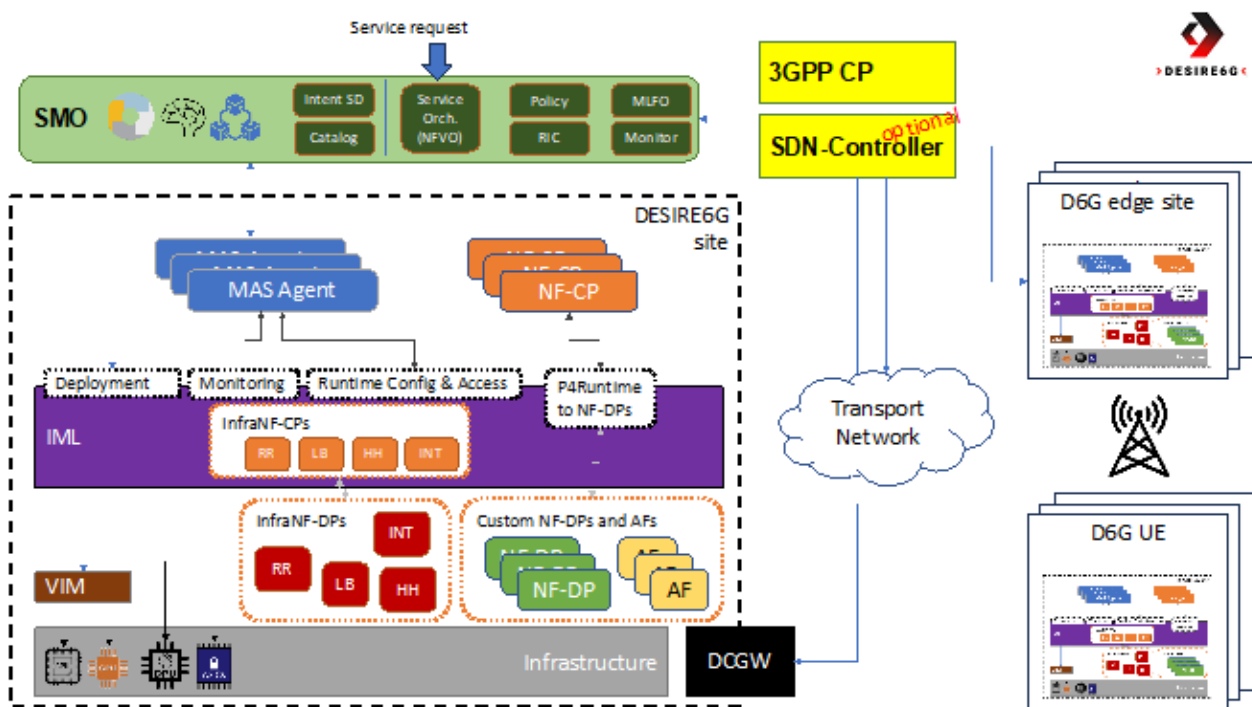 Service request
DESIRE6G
SMO
Intent SD
Catalog
Service
Orch.
(NFVO)
Policy
RIC
MLFO
Monitor
3GPP CP
SDN-Controller
optional
DESIRE6G
site
MAS Agent
NF-CP
Deployment
Monitoring
Runtime Config & Access
P4Runtime
to NF-DPs
IML
InfraNF-CPs
RR
LB
HH
INT
InfraNF-DPs
INT
RR
LB
HH
Custom NF-DPs and AFs
NF-DP
AF
VIM
Infrastructure
DCGW
Transport
Network
D6G edge site
D6G UE